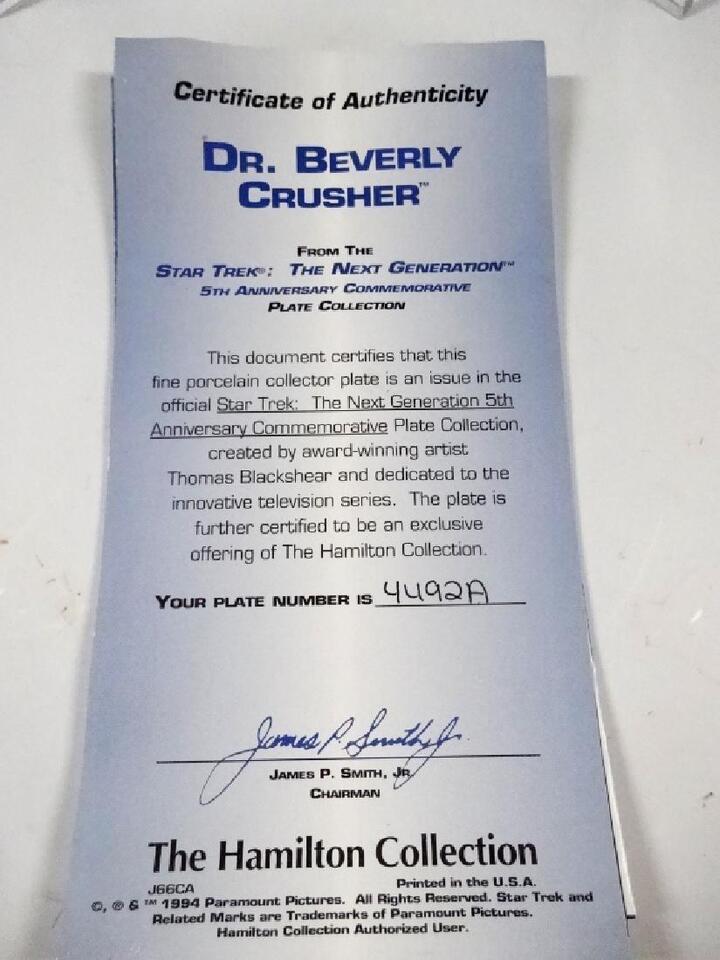 Certificate of Authenticity
DR. BEVERLY
CRUSHER™
FROM THE
STAR TREK®: THE NEXT GENERATION™
5TH ANNIVERSARY COMMEMORATIVE
PLATE COLLECTION
This document certifies that this
fine porcelain collector plate is an issue in the
official Star Trek: The Next Generation 5th
Anniversary Commemorative Plate Collection,
created by award-winning artist
Thomas Blackshear and dedicated to the
innovative television series. The plate is
further certified to be an exclusive
offering of The Hamilton Collection.
YOUR PLATE NUMBER IS 4492A
James P. Smith Jr.
JAMES P. SMITH, JR.
CHAIRMAN
The Hamilton Collection
J66CA Printed in the U.S.A.
©, ® & ™ 1994 Paramount Pictures. All Rights Reserved. Star Trek and
Related Marks are Trademarks of Paramount Pictures.
Hamilton Collection Authorized User.